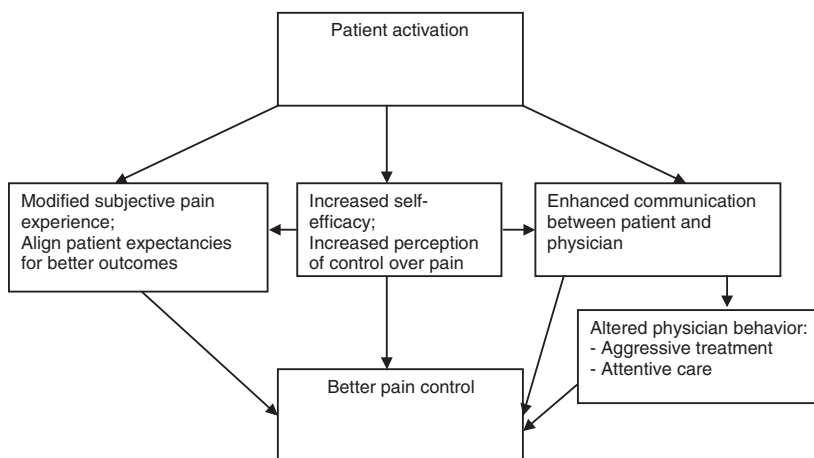 Patient activation
Modified subjective pain
experience;
Align patient expectancies
for better outcomes
Increased self-
efficacy;
Increased perception
of control over pain
Enhanced communication
between patient and
physician
Altered physician behavior:
- Aggressive treatment
- Attentive care
Better pain control